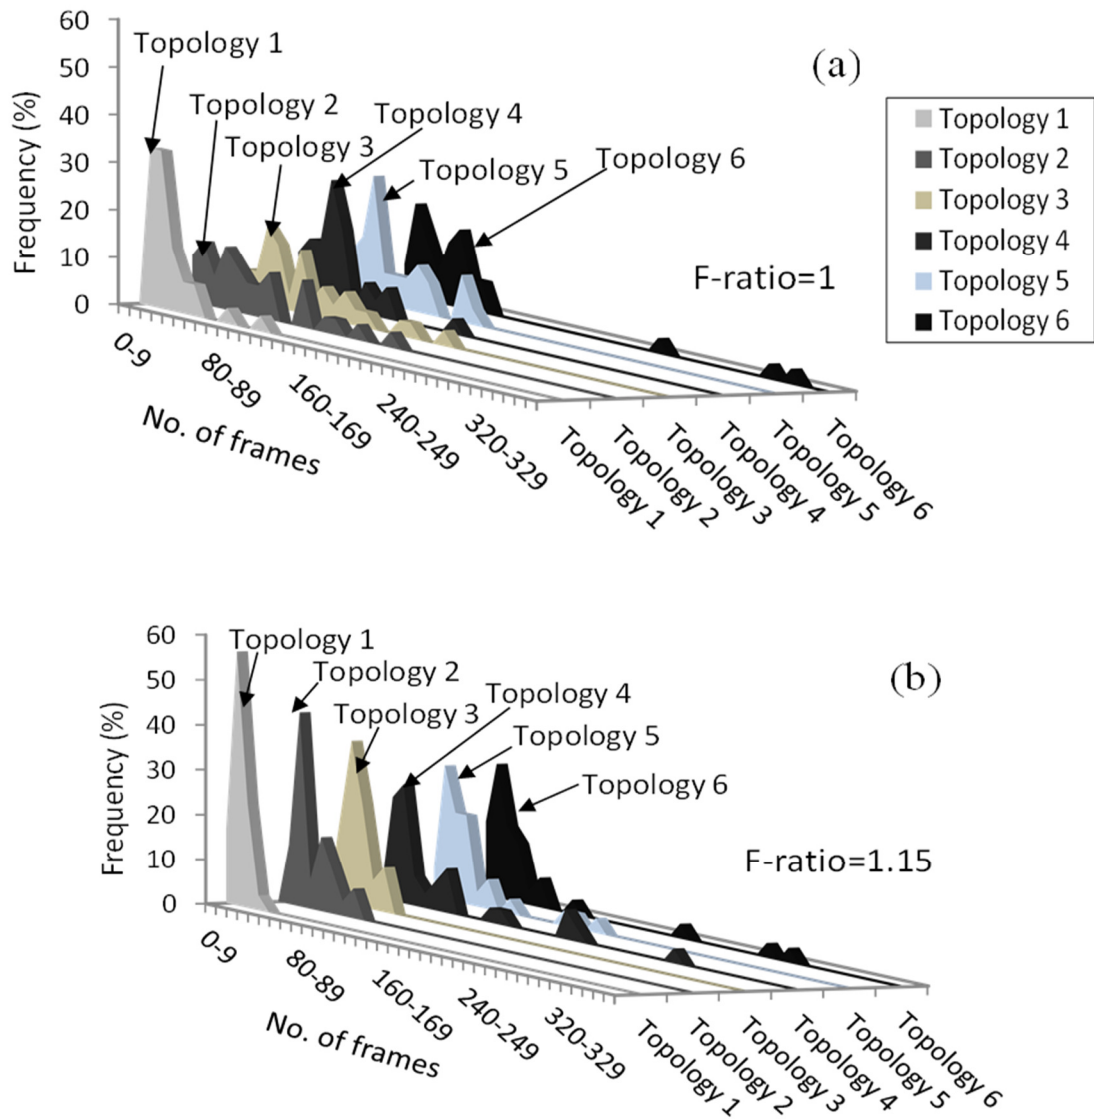 60
Topology 1
(a)
50
Topology 2
Topology 4
Topology 1
40
Topology 3
Topology 5
Topology 6
Topology 2
30
Topology 3
20
Topology 4
10
F-ratio=1
Topology 5
0
Topology 6
Frequency (%)
0-9
80-89
160-169
240-249
320-329
No. of frames
Topology 1
Topology 2
Topology 3
Topology 4
Topology 5
Topology 6
60
Topology 1
50
Topology 2
Topology 4
(b)
40
Topology 3
Topology 5
30
Topology 6
20
10
F-ratio=1.15
0
Frequency (%)
0-9
80-89
160-169
240-249
320-329
No. of frames
Topology 1
Topology 2
Topology 3
Topology 4
Topology 5
Topology 6